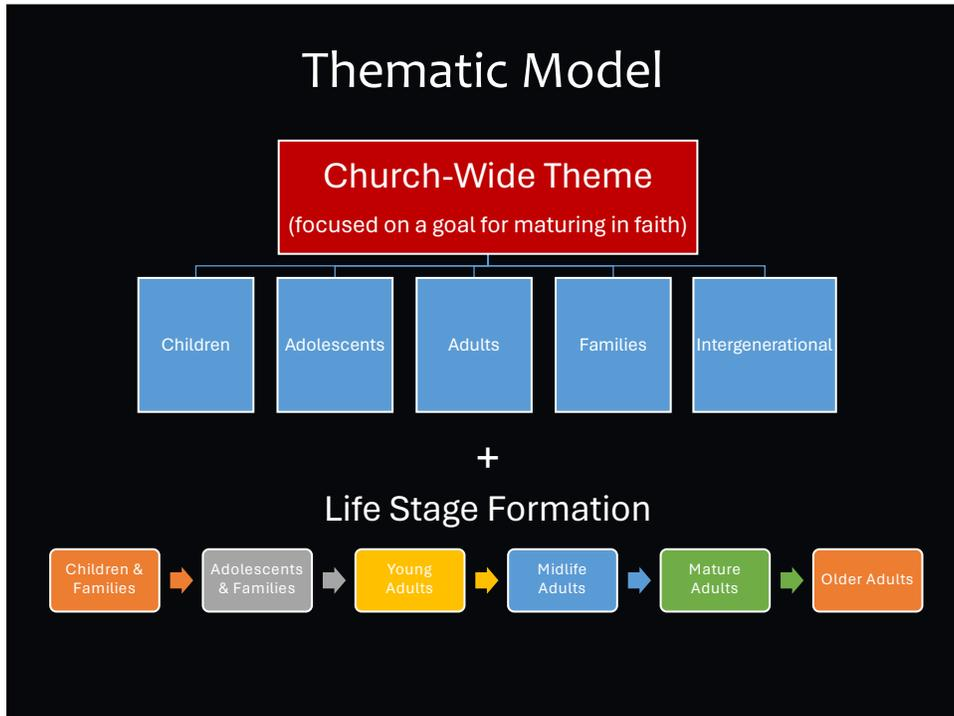 Thematic Model
Church-Wide Theme
(focused on a goal for maturing in faith)
Children
Adolescents
Adults
Families
Intergenerational
+
Life Stage Formation
Children &
Families
Adolescents
& Families
Young
Adults
Midlife
Adults
Mature
Adults
Older Adults